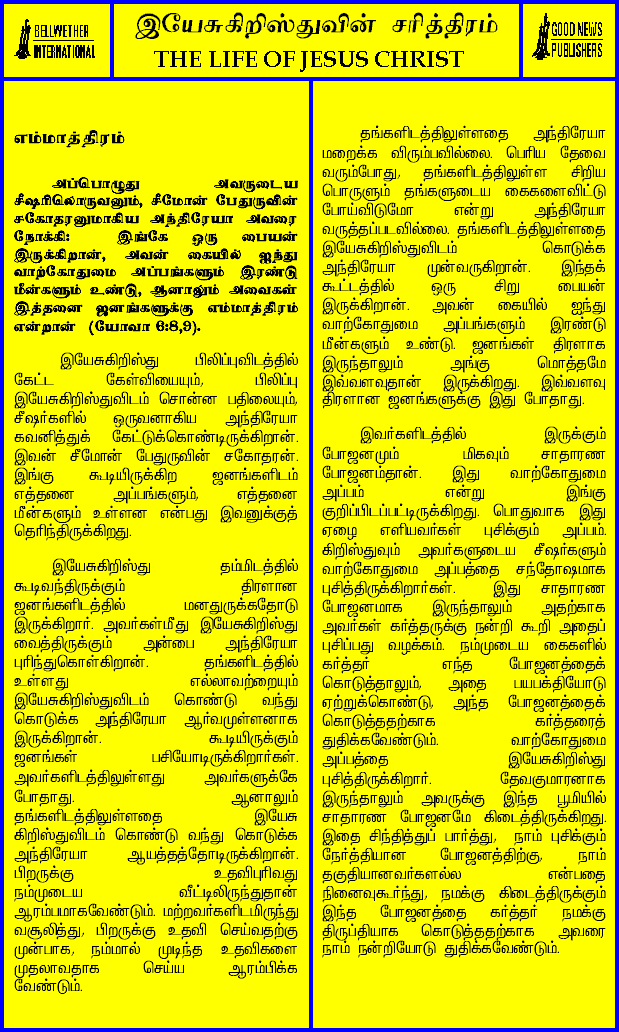 BELLWETHER
INTERNATIONAL
இயேசுகிறிஸ்துவின் சரித்திரம்
THE LIFE OF JESUS CHRIST
GOOD NEWS
PUBLISHERS
எம்மாத்திரம்
அப்பொழுது அவருடைய
சீஷரிலொருவனும், சீமோன் பேதுருவின்
சகோதரனுமாகிய அந்திரேயா அவரை
நோக்கி: இங்கே ஒரு பையன்
இருக்கிறான், அவன் கையில் ஐந்து
வாற்கோதுமை அப்பங்களும் இரண்டு
மீன்களும் உண்டு, ஆனாலும் அவைகள்
இத்தனை ஜனங்களுக்கு எம்மாத்திரம்
என்றான் (யோவா 6:8,9).
இயேசுகிறிஸ்து பிலிப்புவிடத்தில்
கேட்ட கேள்வியையும், பிலிப்பு
இயேசுகிறிஸ்துவிடம் சொன்ன பதிலையும்,
சீஷர்களில் ஒருவனாகிய அந்திரேயா
கவனித்துக் கேட்டுக்கொண்டிருக்கிறான்.
இவன் சீமோன் பேதுருவின் சகோதரன்.
இங்கு கூடியிருக்கிற ஜனங்களிடம்
எத்தனை அப்பங்களும், எத்தனை
மீன்களும் உள்ளன என்பது இவனுக்குத்
தெரிந்திருக்கிறது.
இயேசுகிறிஸ்து தம்மிடத்தில்
கூடிவந்திருக்கும் திரளான
ஜனங்களிடத்தில் மனதுருக்கதோடு
இருக்கிறார். அவர்கள்மீது இயேசுகிறிஸ்து
வைத்திருக்கும் அன்பை அந்திரேயா
புரிந்துகொள்கிறான். தங்களிடத்தில்
உள்ளது எல்லாவற்றையும்
இயேசுகிறிஸ்துவிடம் கொண்டு வந்து
கொடுக்க அந்திரேயா ஆர்வமுள்ளனாக
இருக்கிறான். கூடியிருக்கும்
ஜனங்கள் பசியோடிருக்கிறார்கள்.
அவர்களிடத்திலுள்ளது அவர்களுக்கே
போதாது. ஆனாலும்
தங்களிடத்திலுள்ளதை இயேசு
கிறிஸ்துவிடம் கொண்டு வந்து கொடுக்க
அந்திரேயா ஆயத்தத்தோடிருக்கிறான்.
பிறருக்கு உதவிபுரிவது
நம்முடைய வீட்டிலிருந்துதான்
ஆரம்பமாகவேண்டும். மற்றவர்களிடமிருந்து
வசூலித்து, பிறருக்கு உதவி செய்வதற்கு
முன்பாக, நம்மால் முடிந்த உதவிகளை
முதலாவதாக செய்ய ஆரம்பிக்க
வேண்டும்.
தங்களிடத்திலுள்ளதை அந்திரேயா
மறைக்க விரும்பவில்லை. பெரிய தேவை
வரும்போது, தங்களிடத்திலுள்ள சிறிய
பொருளும் தங்களுடைய கைகளைவிட்டு
போய்விடுமோ என்று அந்திரேயா
வருத்தப்படவில்லை. தங்களிடத்திலுள்ளதை
இயேசுகிறிஸ்துவிடம் கொடுக்க
அந்திரேயா முன்வருகிறான். இந்தக்
கூட்டத்தில் ஒரு சிறு பையன்
இருக்கிறான். அவன் கையில் ஐந்து
வாற்கோதுமை அப்பங்களும் இரண்டு
மீன்களும் உண்டு. ஜனங்கள் திரளாக
இருந்தாலும் அங்கு மொத்தமே
இவ்வளவுதான் இருக்கிறது. இவ்வளவு
திரளான ஜனங்களுக்கு இது போதாது.
இவர்களிடத்தில் இருக்கும்
போஜனமும் மிகவும் சாதாரண
போஜனம்தான். இது வாற்கோதுமை
அப்பம் என்று இங்கு
குறிப்பிடப்பட்டிருக்கிறது. பொதுவாக இது
ஏழை எளியவர்கள் புசிக்கும் அப்பம்.
கிறிஸ்துவும் அவர்களுடைய சீஷர்களும்
வாற்கோதுமை அப்பத்தை சந்தோஷமாக
புசித்திருக்கிறார்கள். இது சாதாரண
போஜனமாக இருந்தாலும் அதற்காக
அவர்கள் கர்த்தருக்கு நன்றி கூறி அதைப்
புசிப்பது வழக்கம். நம்முடைய கைகளில்
கர்த்தர் எந்த போஜனத்தைக்
கொடுத்தாலும், அதை பயபக்தியோடு
ஏற்றுக்கொண்டு, அந்த போஜனத்தைக்
கொடுத்ததற்காக கர்த்தரைத்
துதிக்கவேண்டும். வாற்கோதுமை
அப்பத்தை இயேசுகிறிஸ்து
புசித்திருக்கிறார். தேவகுமாரனாக
இருந்தாலும் அவருக்கு இந்த பூமியில்
சாதாரண போஜனமே கிடைத்திருக்கிறது.
இதை சிந்தித்துப் பார்த்து, நாம் புசிக்கும்
நேர்த்தியான போஜனத்திற்கு, நாம்
தகுதியானவர்களல்ல என்பதை
நினைவுகூர்ந்து, நமக்கு கிடைத்திருக்கும்
இந்த போஜனத்தை கர்த்தர் நமக்கு
திருப்தியாக கொடுத்ததற்காக அவரை
நாம் நன்றியோடு துதிக்கவேண்டும்.